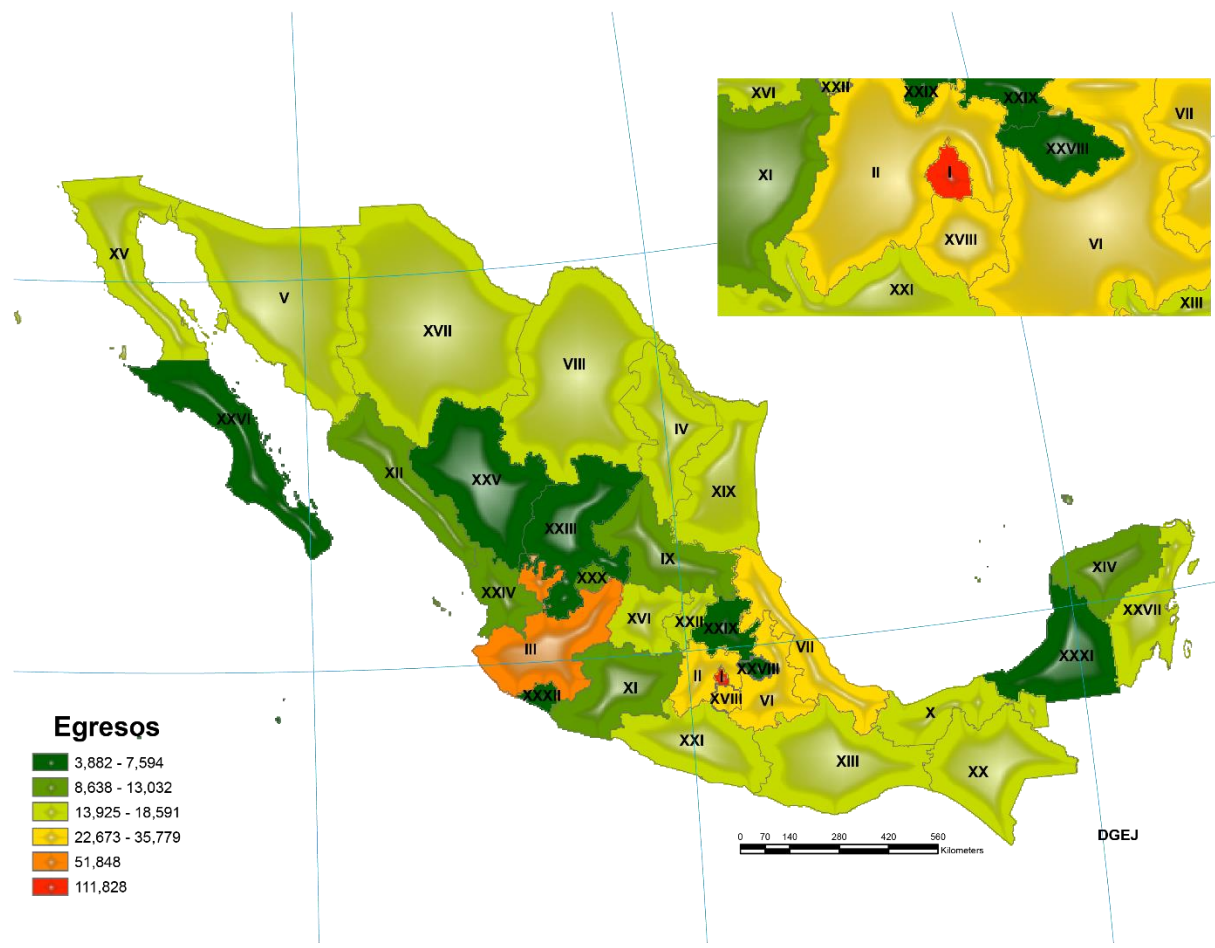 XVI
XXII
XXIX
XXIX
VII
XXVIII
XI
II
I
XVIII
VI
XXI
XIII
XV
V
XVII
VIII
IV
XXVI
XII
XXV
XIX
XXIII
IX
XXX
XXIV
XIV
XVI
XXII
XXIX
XXVII
III
VII
XXXI
XXVIII
II
I
XI
XXXII
XVIII
VI
X
XXI
XIII
XX
Egresos
3,882 - 7,594
8,638 - 13,032
13,925 - 18,591
22,673 - 35,779
51,848
111,828
0 70 140 280 420 560
Kilometers
DGEJ